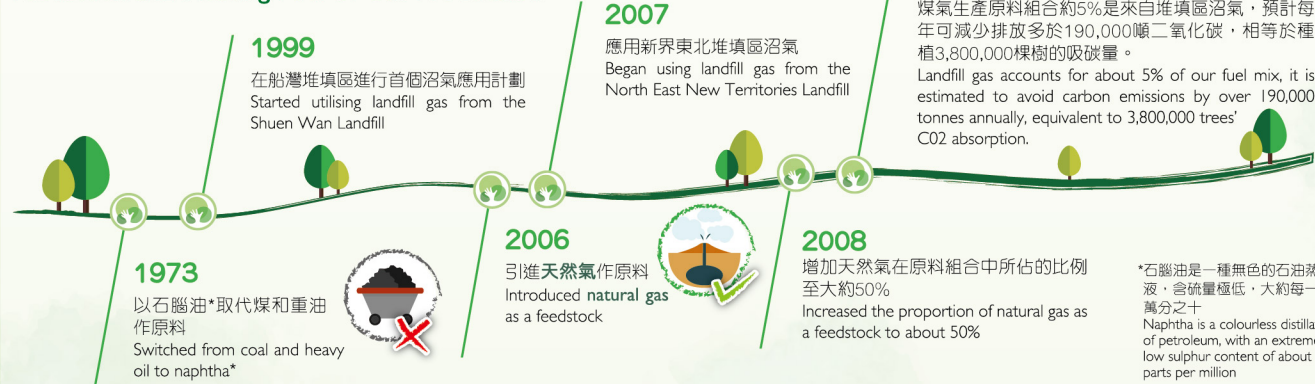 1999
在船灣堆填區進行首個沼氣應用計劃
Started utilising landfill gas from the
Shuen Wan Landfill
2007
應用新界東北堆填區沼氣
Began using landfill gas from the
North East New Territories Landfill
煤氣生產原料組合約5%是來自堆填區沼氣，預計每
年可減少排放多於190,000噸二氧化碳，相等於種
植3,800,000棵樹的吸碳量。
Landfill gas accounts for about 5% of our fuel mix, it is
estimated to avoid carbon emissions by over 190,000
tonnes annually, equivalent to 3,800,000 trees'
C02 absorption.
1973
以石腦油*取代煤和重油
作原料
Switched from coal and heavy
oil to naphtha*
2006
引進天然氣作原料
Introduced natural gas
as a feedstock
2008
增加天然氣在原料組合中所佔的比例
至大約50%
Increased the proportion of natural gas as
a feedstock to about 50%
*石腦油是一種無色的石油蒸
液，含硫量極低，大約每一
萬分之十
Naphtha is a colourless
of petroleum, with an
low sulphur content of about
parts per million